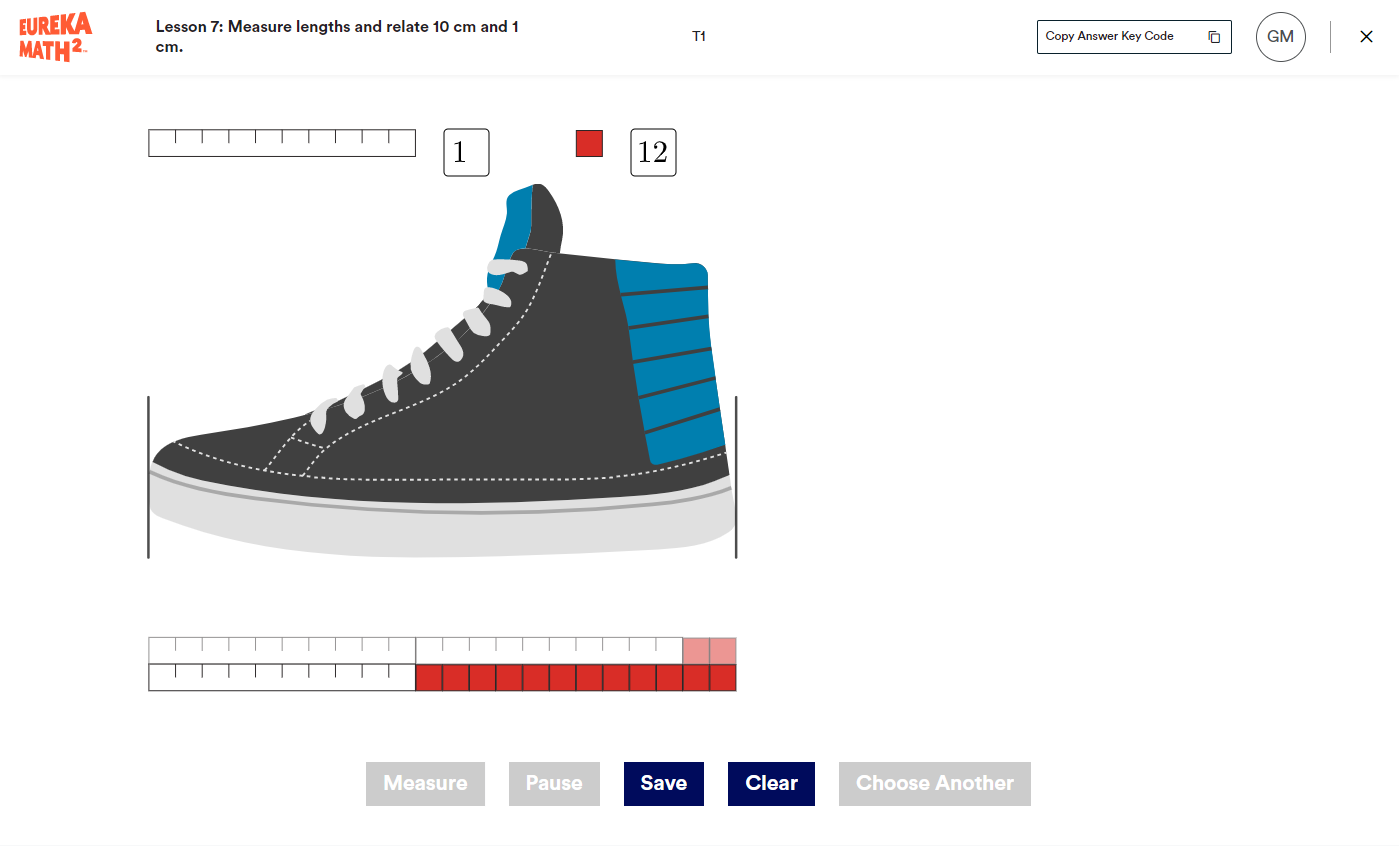 EUREKA
MATH²™
Lesson 7: Measure lengths and relate 10 cm and 1
cm.
T1
Copy Answer Key Code
GM
1
12
Measure
Pause
Save
Clear
Choose Another